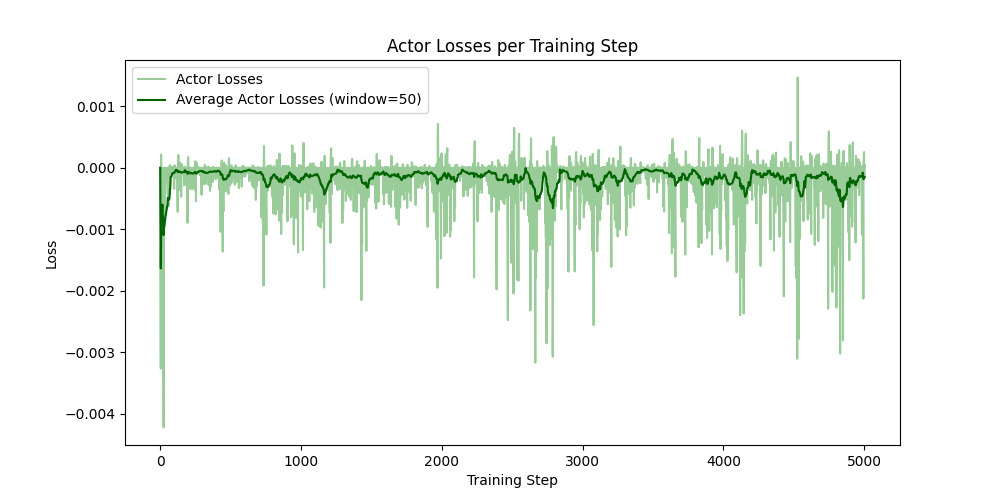 Actor Losses per Training Step
Actor Losses
Average Actor Losses (window=50)
0.001
0.000
−0.001
−0.002
−0.003
−0.004
Loss
0 1000 2000 3000 4000 5000
Training Step